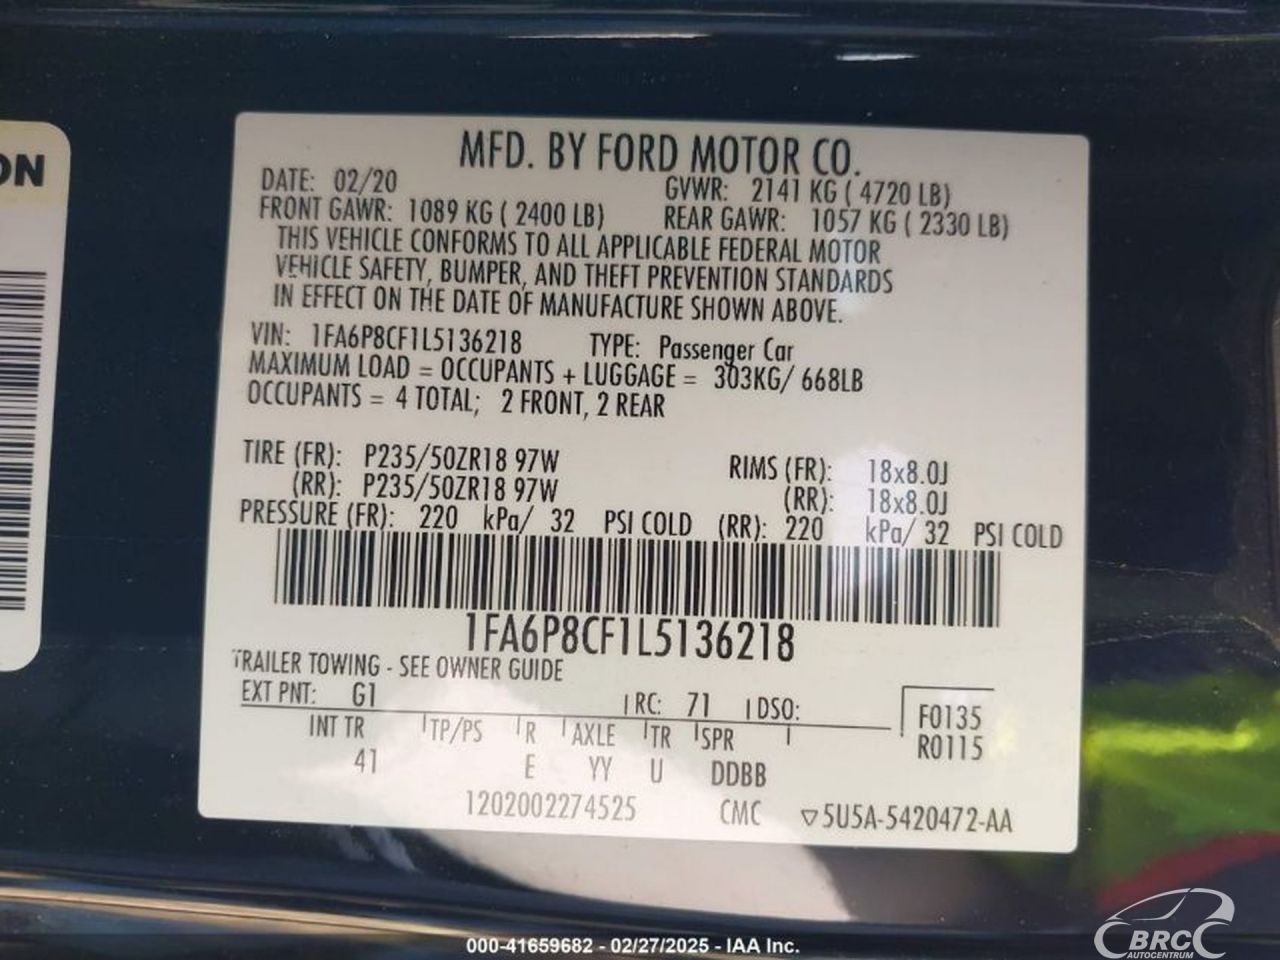 ON
MFD. BY FORD MOTOR CO.
DATE: 02/20 GVWR: 2141 KG ( 4720 LB)
FRONT GAWR: 1089 KG ( 2400 LB) REAR GAWR: 1057 KG ( 2330 LB)
THIS VEHICLE CONFORMS TO ALL APPLICABLE FEDERAL MOTOR
VEHICLE SAFETY, BUMPER, AND THEFT PREVENTION STANDARDS
IN EFFECT ON THE DATE OF MANUFACTURE SHOWN ABOVE.
VIN: 1FA6P8CF1L5136218 TYPE: Passenger Car
MAXIMUM LOAD = OCCUPANTS + LUGGAGE = 303KG/ 668LB
OCCUPANTS = 4 TOTAL; 2 FRONT, 2 REAR
TIRE (FR): P235/50ZR18 97W RIMS (FR): 18x8.0J
(RR): P235/50ZR18 97W (RR): 18x8.0J
PRESSURE (FR): 220 kPa/ 32 PSI COLD (RR): 220 kPa/ 32 PSI COLD
1FA6P8CF1L5136218
TRAILER TOWING - SEE OWNER GUIDE
EXT PNT: G1 RC: 71 DSO:
F0135
R0115
INT TR TP/PS R AXLE TR SPR
41 E YY U DDBB
1202002274525 CMC ▽5U5A-5420472-AA
000-41659682 - 02/27/2025 - IAA Inc.
BRC
AUTOCENTRUM